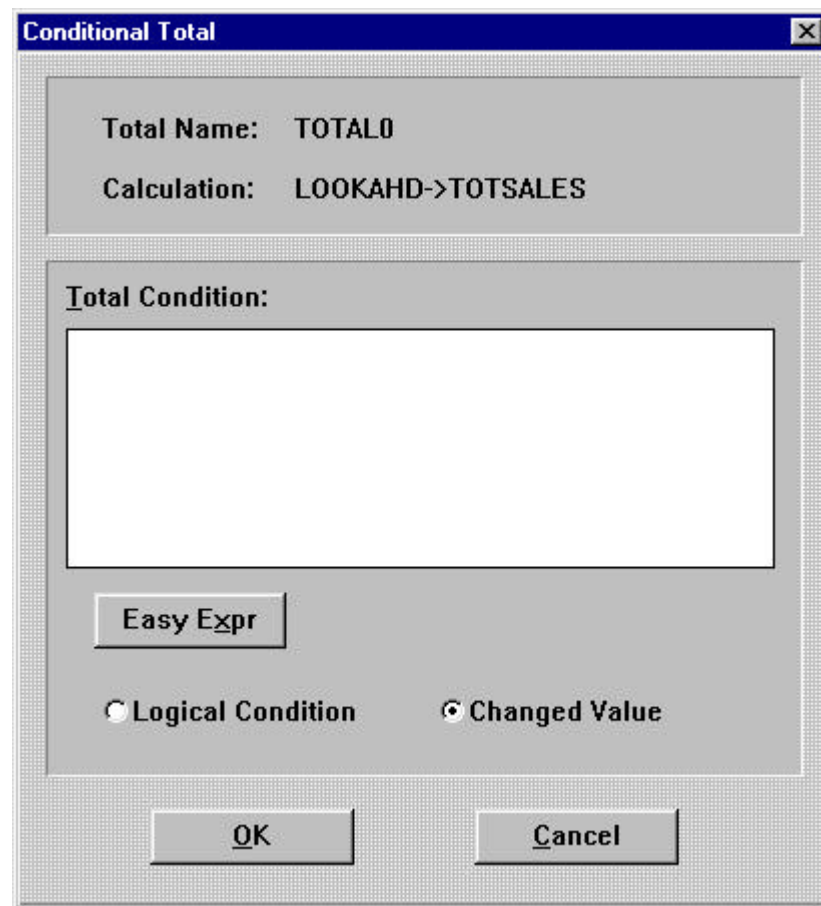 Conditional Total
Total Name: TOTAL0
Calculation: LOOKAHD->TOTSALES
Total Condition:
Easy Expr
Logical Condition Changed Value
OK Cancel